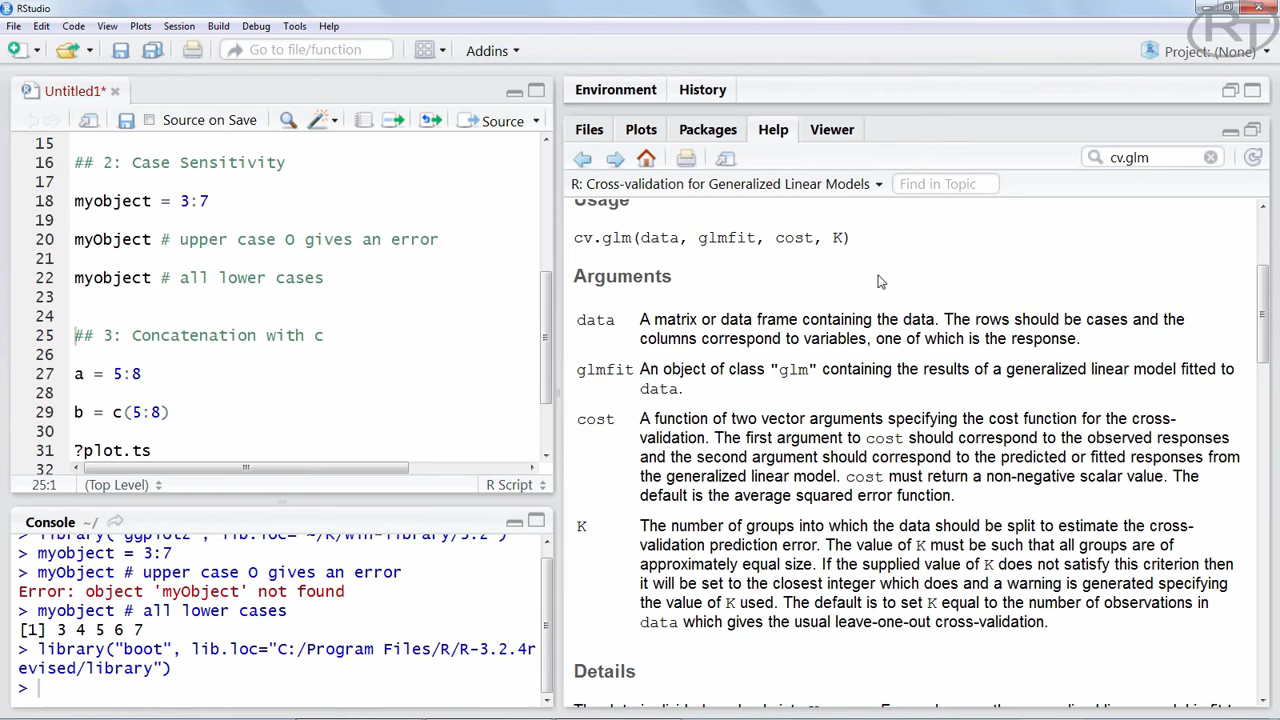 RStudio
File Edit Code View Plots Session Build Debug Tools Help
Go to file/function Addins Project: (None)
RT
Untitled1*
Source on Save Source
15
16 ## 2: Case Sensitivity
17
18 myobject = 3:7
19
20 myObject # upper case O gives an error
21
22 myobject # all lower cases
23
24
25 ## 3: Concatenation with c
26
27 a = 5:8
28
29 b = c(5:8)
30
31 ?plot.ts
32
25:1 (Top Level) R Script
Console ~/
> library("ggplot2", lib.loc="~/R/win-library/3.2")
> myobject = 3:7
> myObject # upper case O gives an error
Error: object 'myObject' not found
> myobject # all lower cases
[1] 3 4 5 6 7
> library("boot", lib.loc="C:/Program Files/R/R-3.2.4r
evised/library")
>
Environment History
Files Plots Packages Help Viewer
cv.glm
R: Cross-validation for Generalized Linear Models Find in Topic
Usage
cv.glm(data, glmfit, cost, K)
Arguments
data A matrix or data frame containing the data. The rows should be cases and the
columns correspond to variables, one of which is the response.
glmfit An object of class "glm" containing the results of a generalized linear model fitted to
data.
cost A function of two vector arguments specifying the cost function for the cross-
validation. The first argument to cost should correspond to the observed responses
and the second argument should correspond to the predicted or fitted responses from
the generalized linear model. cost must return a non-negative scalar value. The
default is the average squared error function.
K The number of groups into which the data should be split to estimate the cross-
validation prediction error. The value of K must be such that all groups are of
approximately equal size. If the supplied value of K does not satisfy this criterion then
it will be set to the closest integer which does and a warning is generated specifying
the value of K used. The default is to set K equal to the number of observations in
data which gives the usual leave-one-out cross-validation.
Details